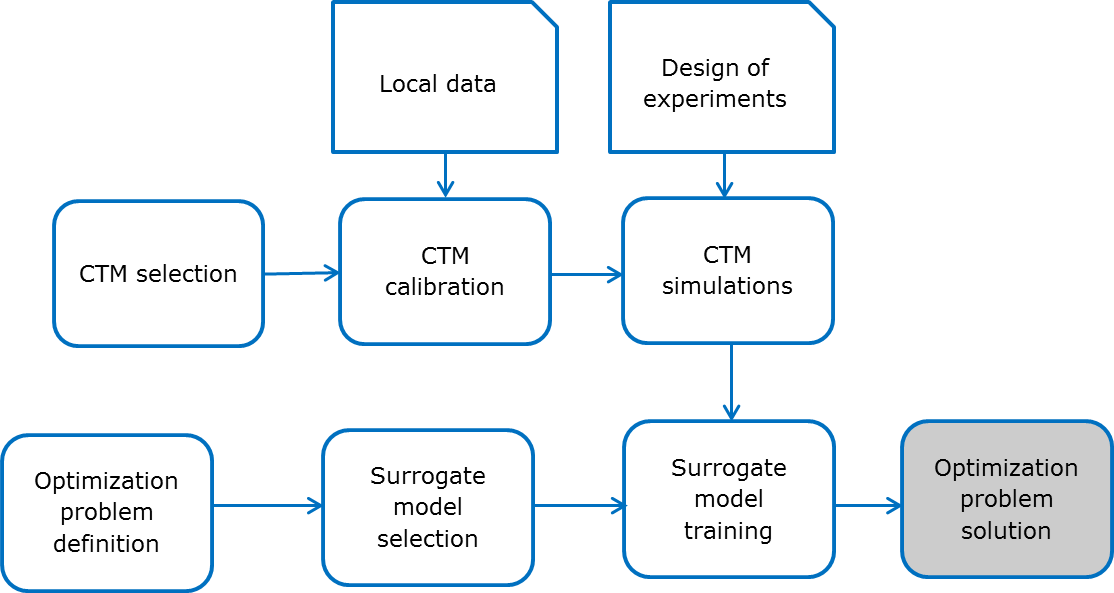 Local data
Design of
experiments
CTM selection
CTM
calibration
CTM
simulations
Optimization
problem
definition
Surrogate
model
selection
Surrogate
model
training
Optimization
problem
solution